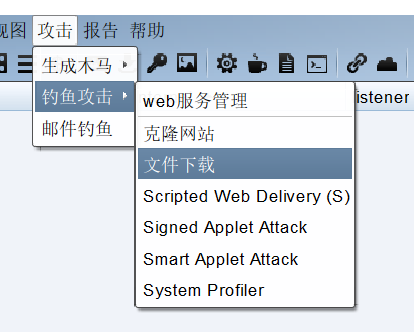 视图 攻击 报告 帮助
生成木马
钓鱼攻击
邮件钓鱼
web服务管理
克隆网站
文件下载
Scripted Web Delivery (S)
Signed Applet Attack
Smart Applet Attack
System Profiler
istener